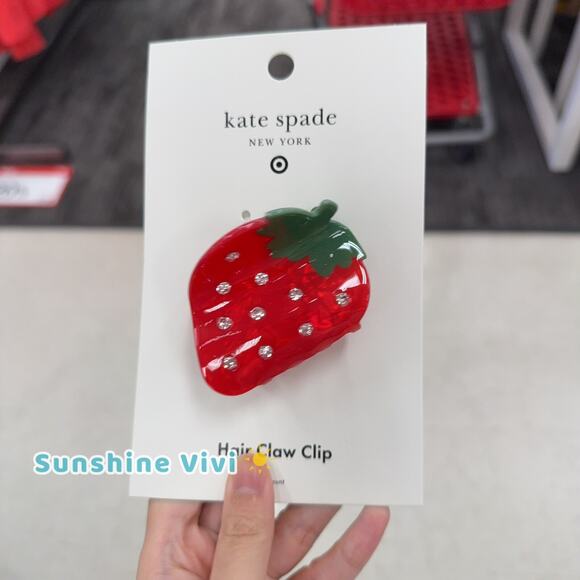 kate spade
NEW YORK
Hair Claw Clip
Sunshine Vivi